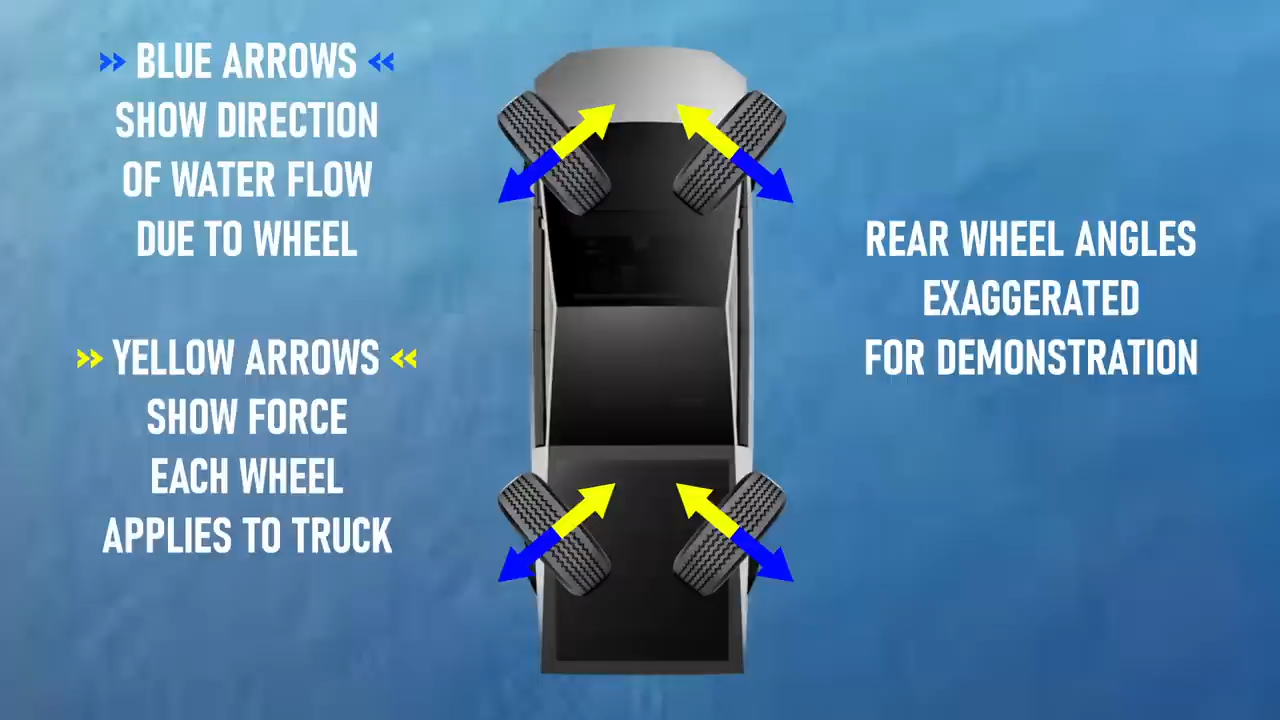 » BLUE ARROWS «
SHOW DIRECTION
OF WATER FLOW
DUE TO WHEEL
» YELLOW ARROWS «
SHOW FORCE
EACH WHEEL
APPLIES TO TRUCK
REAR WHEEL ANGLES
EXAGGERATED
FOR DEMONSTRATION